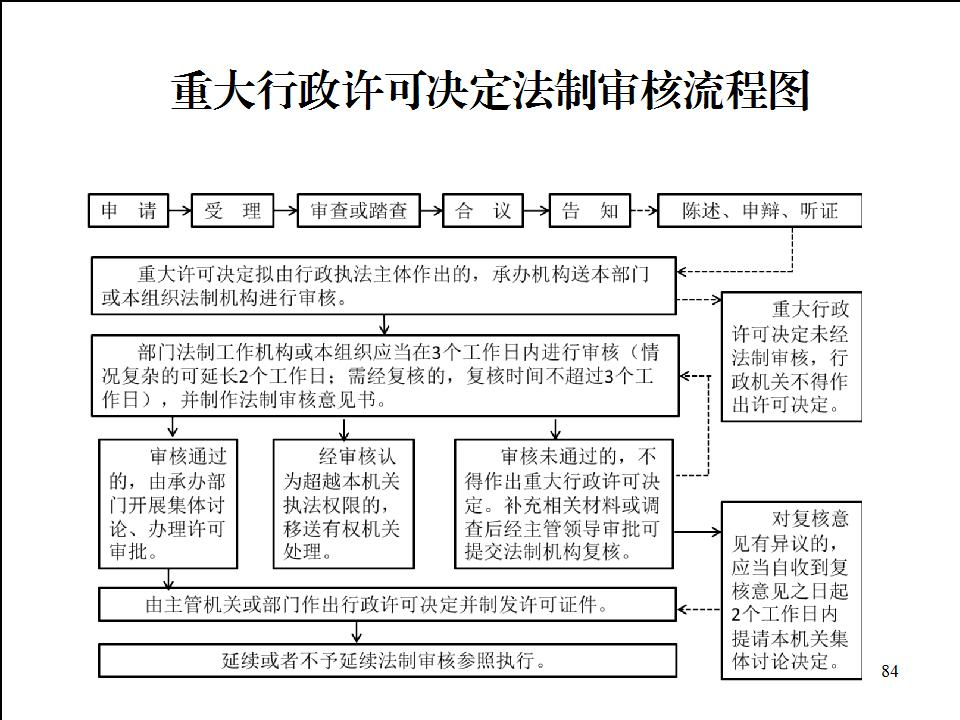 重大行政许可决定法制审核流程图
申 请
受 理
审查或踏查
合 议
告 知
陈述、申辩、听证
重大许可决定拟由行政执法主体作出的，承办机构送本部门
或本组织法制机构进行审核。
重大行政
许可决定未经
法制审核，行
政机关不得作
出许可决定。
部门法制工作机构或本组织应当在3个工作日内进行审核（情
况复杂的可延长2个工作日；需经复核的，复核时间不超过3个工
作日），并制作法制审核意见书。
审核通过
的，由承办部
门开展集体讨
论、办理许可
审批。
经审核认
为超越本机关
执法权限的，
移送有权机关
处理。
审核未通过的，不
得作出重大行政许可决
定。补充相关材料或调
查后经主管领导审批可
提交法制机构复核。
对复核意
见有异议的，
应当自收到复
核意见之日起
2个工作日内
提请本机关集
体讨论决定。
由主管机关或部门作出行政许可决定并制发许可证件。
延续或者不予延续法制审核参照执行。
84